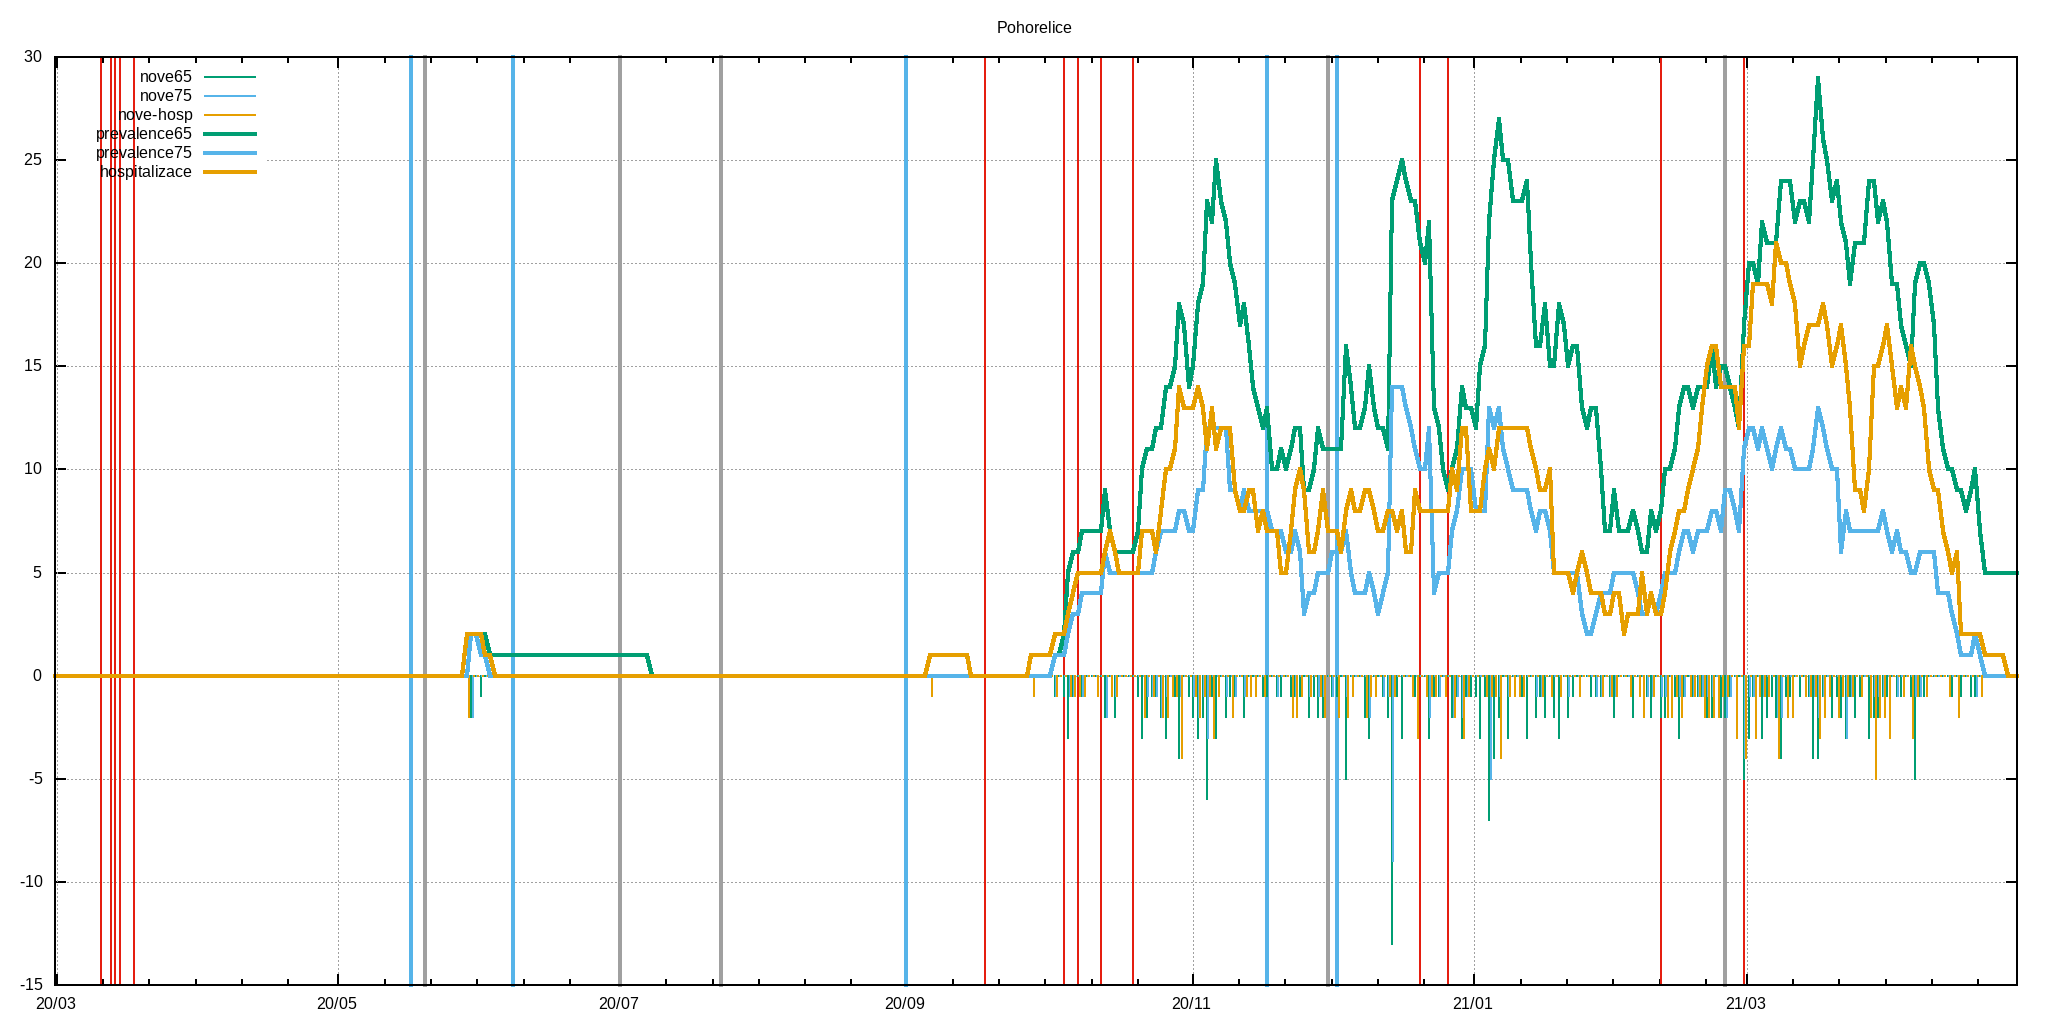 Pohorelice
30
25
20
15
10
5
0
-5
-10
-15
nove65
nove75
nove-hosp
prevalence65
prevalence75
hospitalizace
20/03 20/05 20/07 20/09 20/11 21/01 21/03